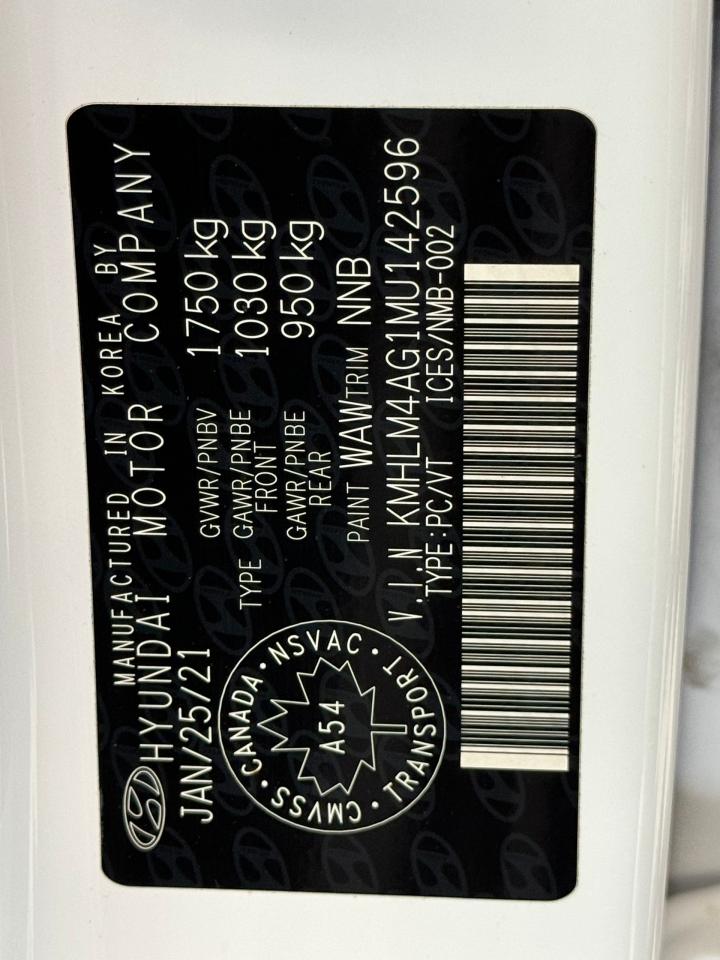 MANUFACTURED IN KOREA BY
HYUNDAI MOTOR COMPANY
JAN/25/21
GVWR/PNBV 1750 kg
TYPE GAWR/PNBE FRONT 1030 kg
GAWR/PNBE REAR 950 kg
PAINT WAW TRIM NNB
V.I.N KMHLM4AG1MU142596
TYPE:PC/VT ICES/NMB-002
CANADA · NSVAC · TRANSPORT · CMVSS ·
A54